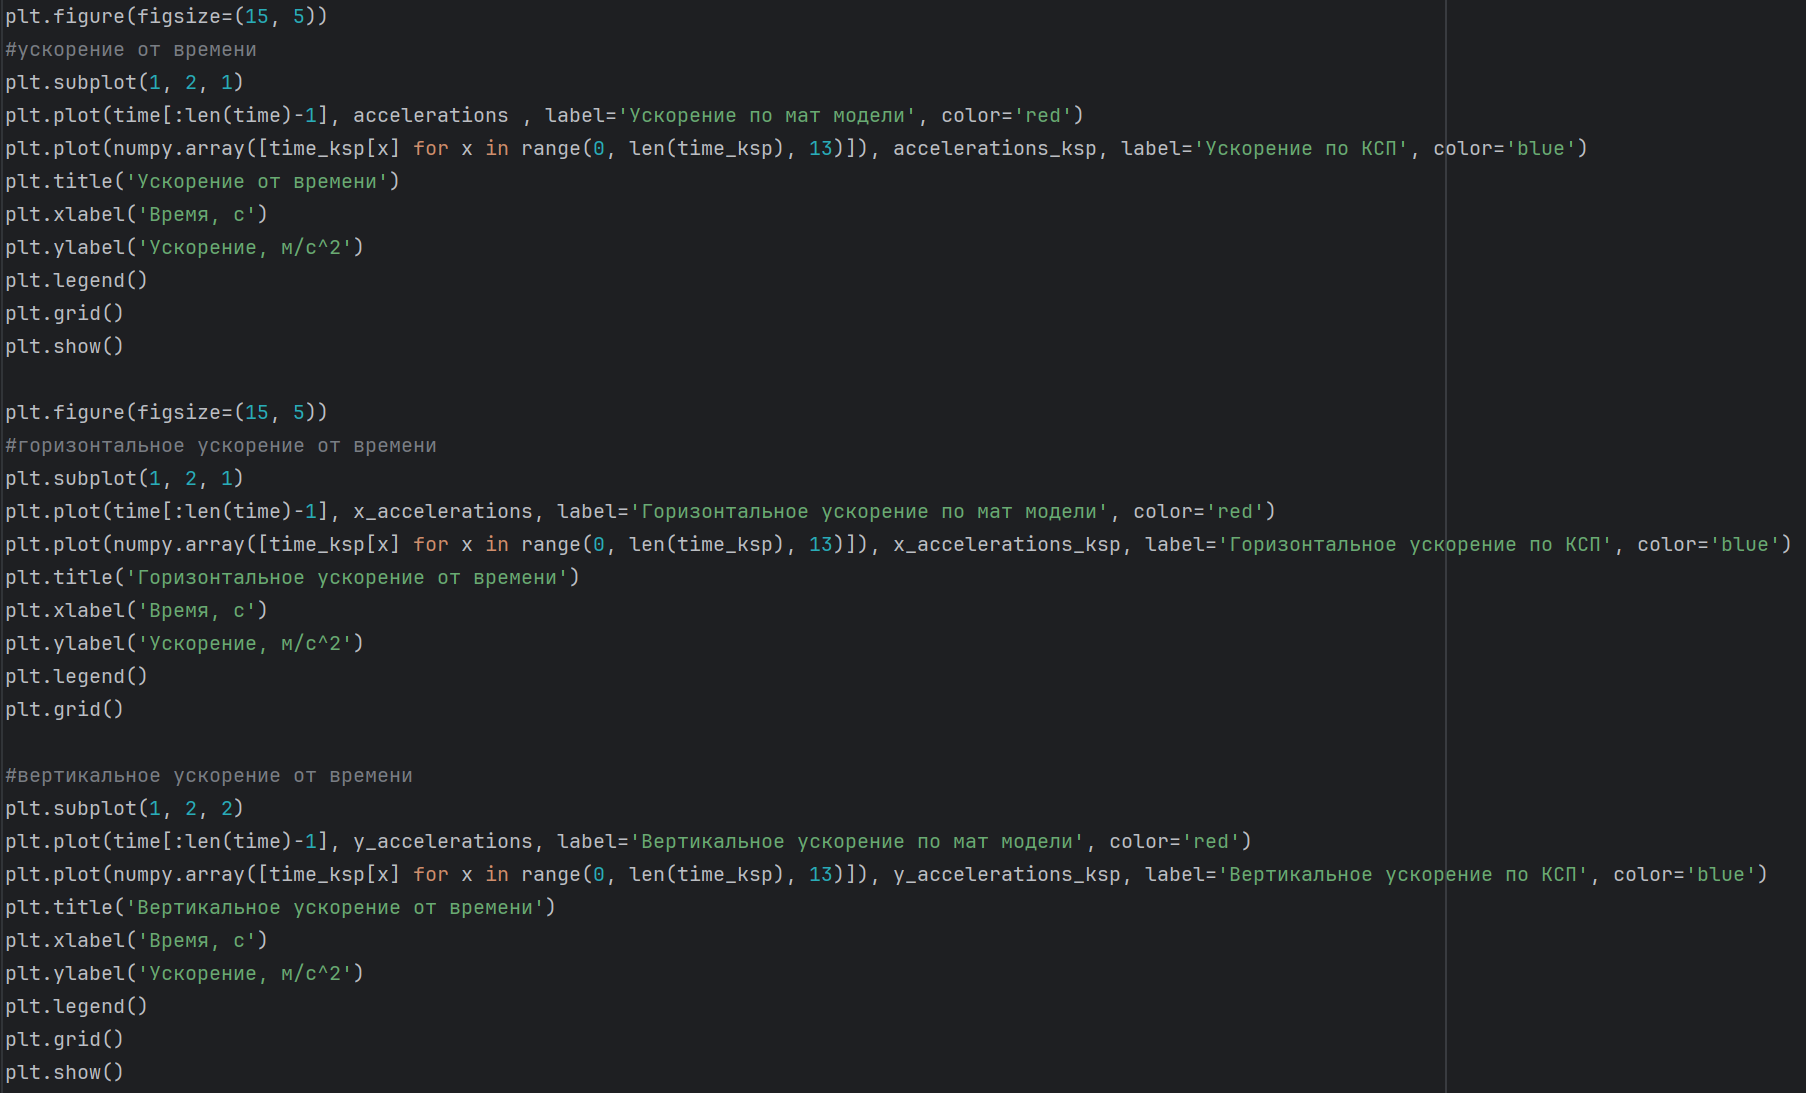 plt.figure(figsize=(15, 5))
#ускорение от времени
plt.subplot(1, 2, 1)
plt.plot(time[:len(time)-1], accelerations , label='Ускорение по мат модели', color='red')
plt.plot(numpy.array([time_ksp[x] for x in range(0, len(time_ksp), 13)]), accelerations_ksp, label='Ускорение по КСП', color='blue')
plt.title('Ускорение от времени')
plt.xlabel('Время, с')
plt.ylabel('Ускорение, м/с^2')
plt.legend()
plt.grid()
plt.show()
plt.figure(figsize=(15, 5))
#горизонтальное ускорение от времени
plt.subplot(1, 2, 1)
plt.plot(time[:len(time)-1], x_accelerations, label='Горизонтальное ускорение по мат модели', color='red')
plt.plot(numpy.array([time_ksp[x] for x in range(0, len(time_ksp), 13)]), x_accelerations_ksp, label='Горизонтальное ускорение по КСП', color='blue')
plt.title('Горизонтальное ускорение от времени')
plt.xlabel('Время, с')
plt.ylabel('Ускорение, м/с^2')
plt.legend()
plt.grid()
#вертикальное ускорение от времени
plt.subplot(1, 2, 2)
plt.plot(time[:len(time)-1], y_accelerations, label='Вертикальное ускорение по мат модели', color='red')
plt.plot(numpy.array([time_ksp[x] for x in range(0, len(time_ksp), 13)]), y_accelerations_ksp, label='Вертикальное ускорение по КСП', color='blue')
plt.title('Вертикальное ускорение от времени')
plt.xlabel('Время, с')
plt.ylabel('Ускорение, м/с^2')
plt.legend()
plt.grid()
plt.show()